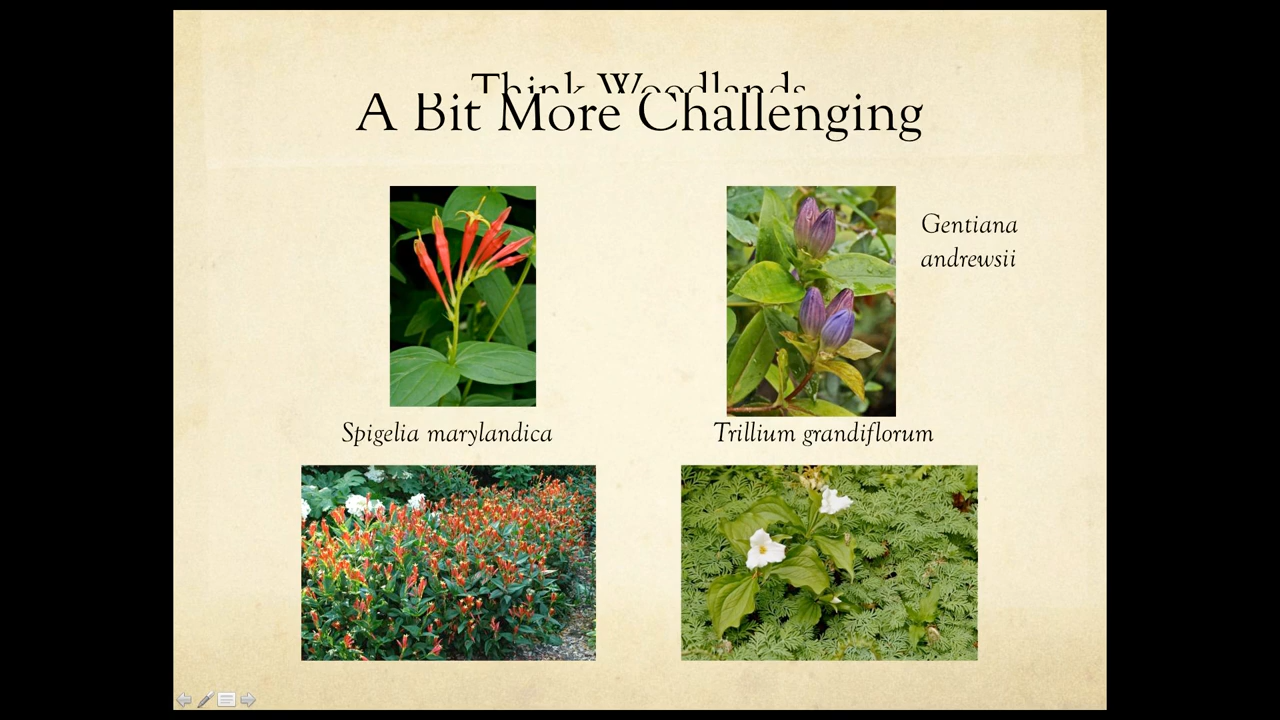 Think Woodlands
A Bit More Challenging
Gentiana
andrewsii
Spigelia marylandica
Trillium grandiflorum